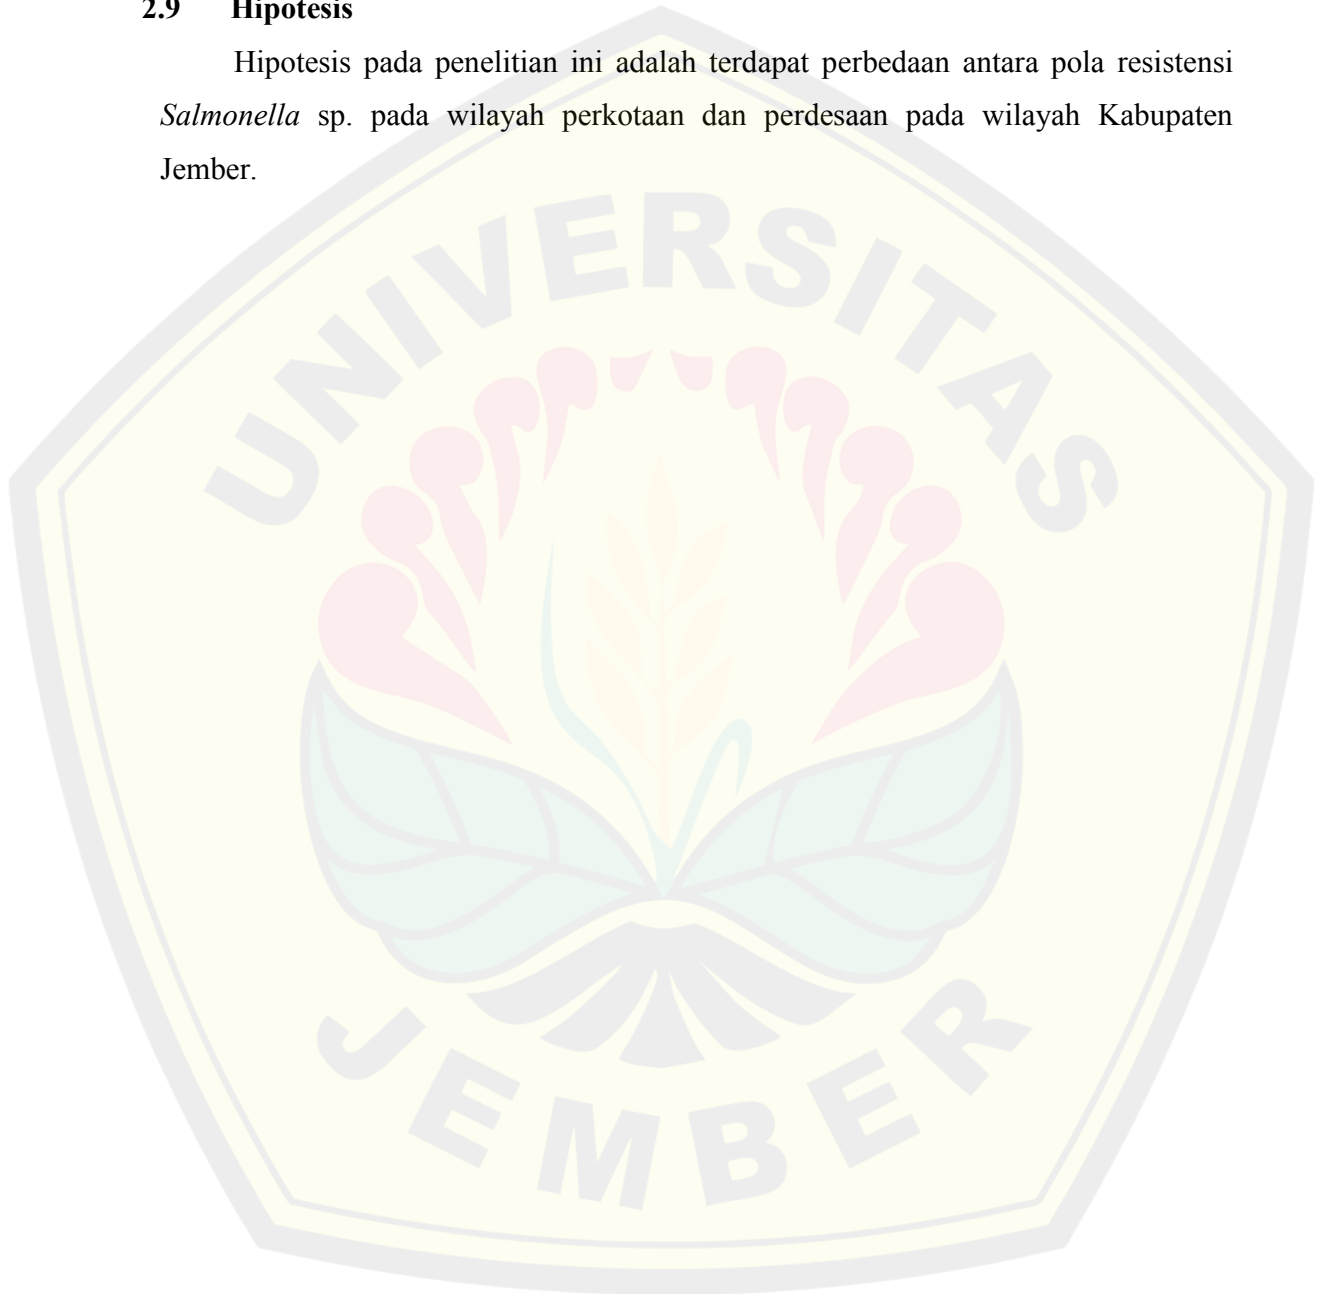 2.9 Hipotesis
Hipotesis pada penelitian ini adalah terdapat perbedaan antara pola resistensi
Salmonella sp. pada wilayah perkotaan dan perdesaan pada wilayah Kabupaten
Jember.
UNIVERSITAS
JEMBER